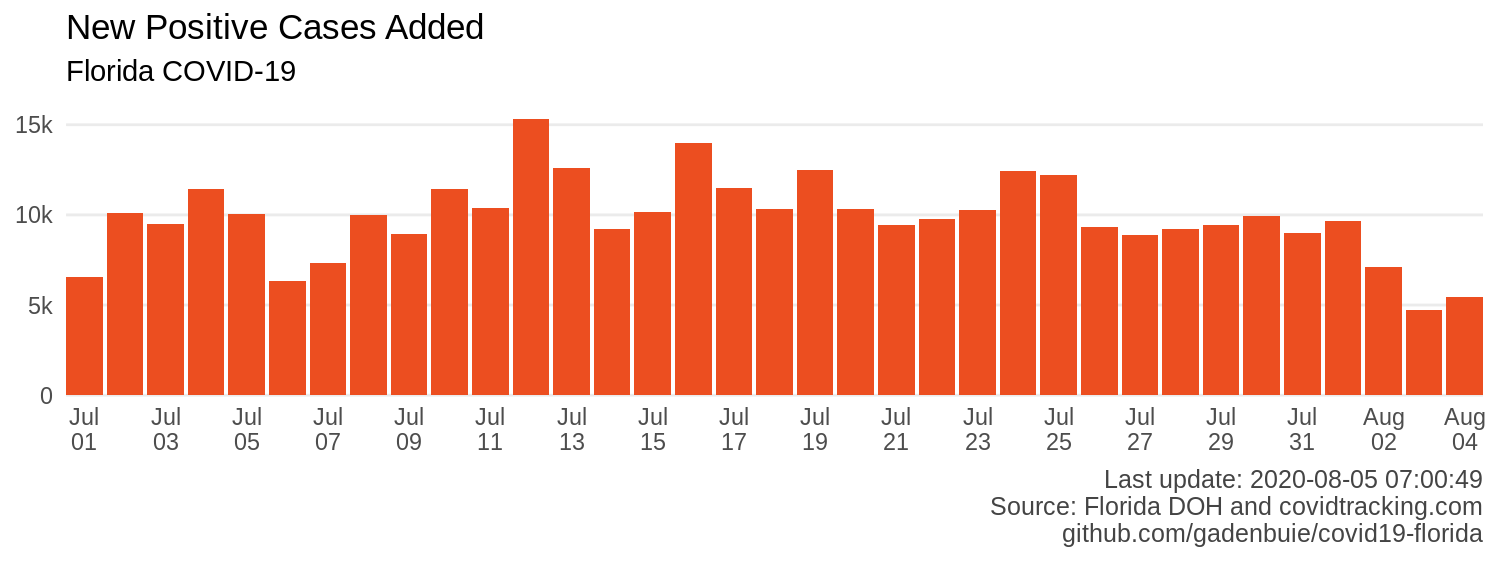 New Positive Cases Added
Florida COVID-19
15k
10k
5k
0
Jul Jul Jul Jul Jul Jul Jul Jul Jul Jul Jul Jul Jul Jul Jul Jul Aug Aug
01 03 05 07 09 11 13 15 17 19 21 23 25 27 29 31 02 04
Last update: 2020-08-05 07:00:49
Source: Florida DOH and covidtracking.com
github.com/gadenbuie/covid19-florida